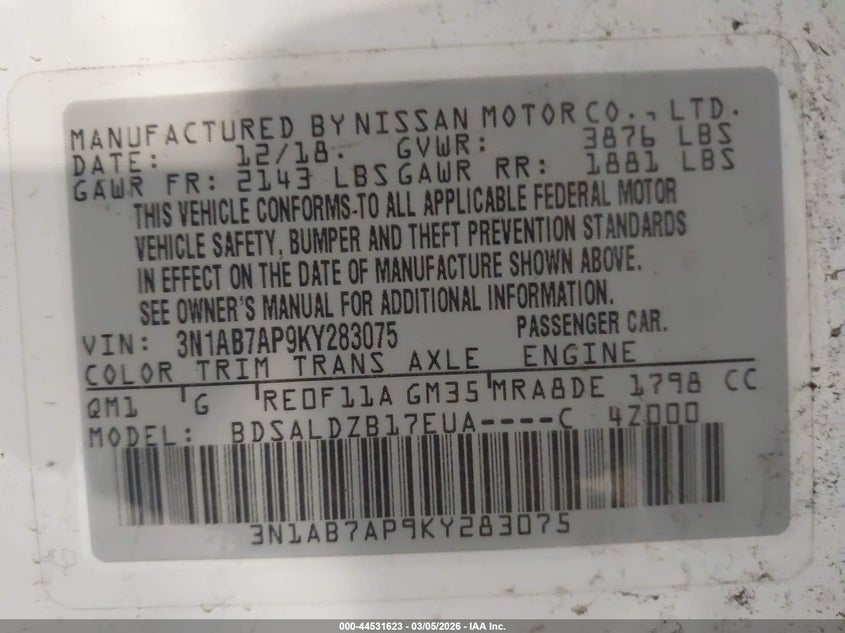 MANUFACTURED BY NISSAN MOTOR CO., LTD.
DATE: 12/18. GVWR: 3876 LBS
GAWR FR: 2143 LBS GAWR RR: 1881 LBS
THIS VEHICLE CONFORMS-TO ALL APPLICABLE FEDERAL MOTOR
VEHICLE SAFETY, BUMPER AND THEFT PREVENTION STANDARDS
IN EFFECT ON THE DATE OF MANUFACTURE SHOWN ABOVE.
SEE OWNER'S MANUAL FOR ADDITIONAL INFORMATION.
VIN: 3N1AB7AP9KY283075 PASSENGER CAR.
COLOR TRIM TRANS AXLE ENGINE
QM1 G RE0F11A GM35 MRA8DE 1798 CC
MODEL: BDSALDZB17EUA----C 4Z000
3N1AB7AP9KY283075
000-44531623 - 03/05/2026 - IAA Inc.